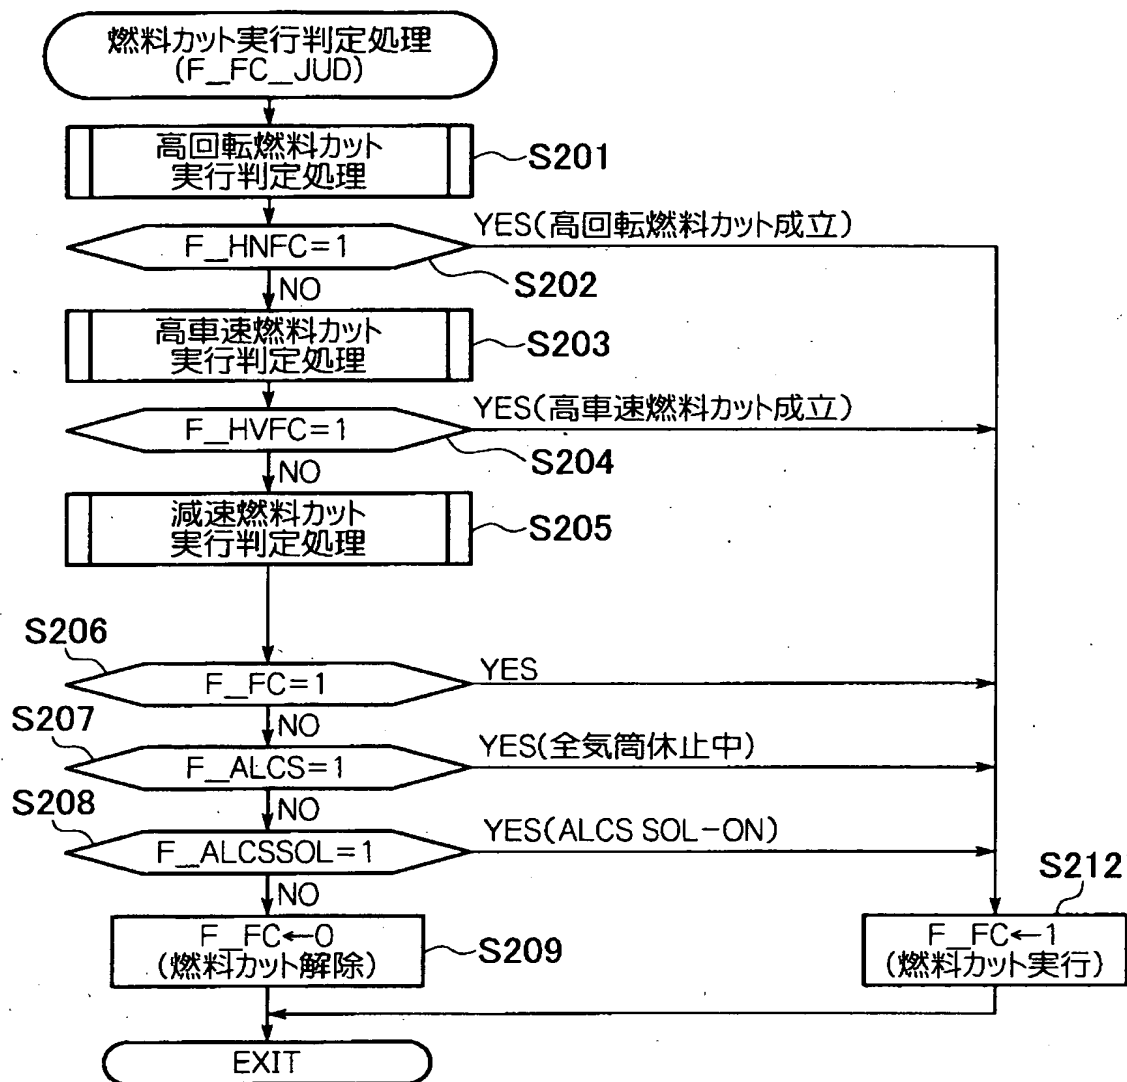 燃料カット実行判定処理
(F_FC_JUD)
高回転燃料カット
実行判定処理
S201
F_HNFC=1
YES(高回転燃料カット成立)
S202
NO
高車速燃料カット
実行判定処理
S203
F_HVFC=1
YES(高車速燃料カット成立)
S204
NO
減速燃料カット
実行判定処理
S205
S206
F_FC=1
YES
NO
S207
F_ALCS=1
YES(全気筒休止中)
NO
S208
F_ALCSSOL=1
YES(ALCS SOL-ON)
NO
F_FC←0
(燃料カット解除)
S209
S212
F_FC←1
(燃料カット実行)
EXIT